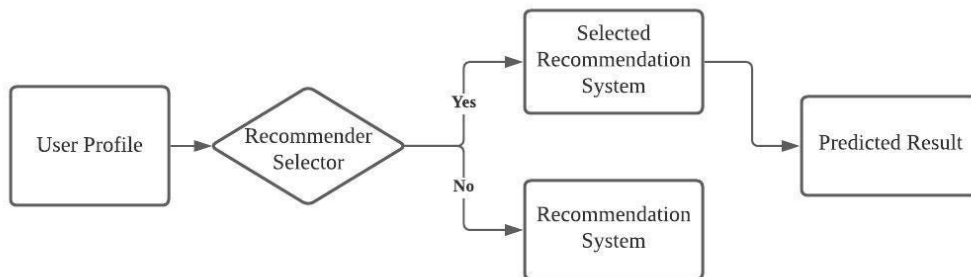 User Profile
Recommender
Selector
Yes
No
Selected
Recommendation
System
Recommendation
System
Predicted Result